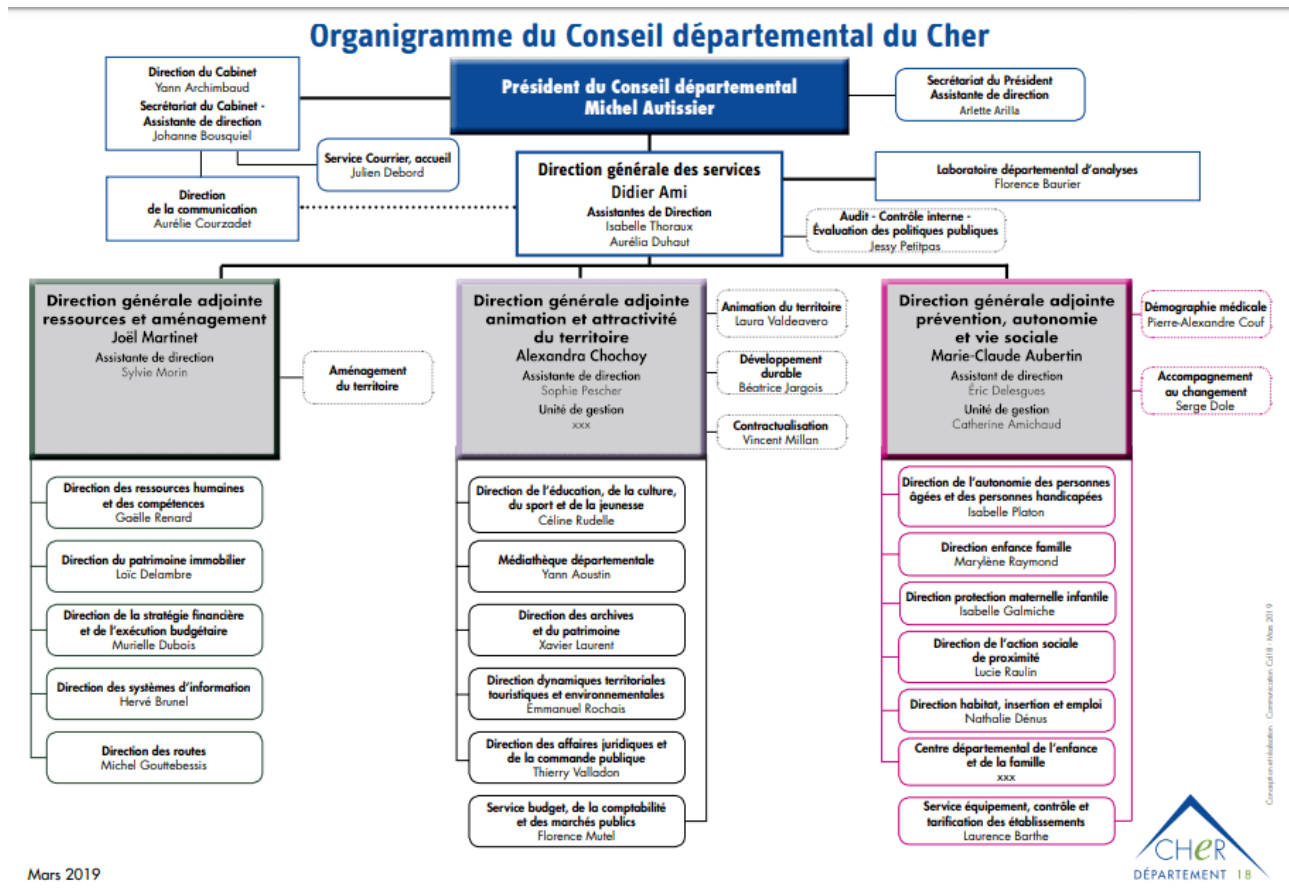 Organigramme du Conseil départemental du Cher
Direction du Cabinet
Yann Archimbaud
Secrétariat du Cabinet -
Assistante de direction
Johanne Bousquiel
Président du Conseil départemental
Michel Autissier
Secrétariat du Président
Assistante de direction
Arlette Arilla
Service Courrier, accueil
Julien Debord
Direction
de la communication
Aurélie Courzadet
Direction générale des services
Didier Ami
Assistantes de Direction
Isabelle Thoraux
Aurélia Duhaut
Laboratoire départemental d'analyses
Florence Baurier
Audit - Contrôle interne -
Évaluation des politiques publiques
Jessy Petitpas
Direction générale adjointe
ressources et aménagement
Joël Martinet
Assistante de direction
Sylvie Morin
Aménagement
du territoire
Direction des ressources humaines
et des compétences
Gaëlle Renard
Direction du patrimoine immobilier
Loïc Delambre
Direction de la stratégie financière
et de l'exécution budgétaire
Murielle Dubois
Direction des systèmes d'information
Hervé Brunel
Direction des routes
Michel Gouttebessis
Direction générale adjointe
animation et attractivité
du territoire
Alexandra Chochoy
Assistante de direction
Sophie Pescher
Unité de gestion
xxx
Animation du territoire
Laura Valdeavero
Développement
durable
Béatrice Jargois
Contractualisation
Vincent Millan
Direction de l'éducation, de la culture,
du sport et de la jeunesse
Céline Rudelle
Médiathèque départementale
Yann Aoustin
Direction des archives
et du patrimoine
Xavier Laurent
Direction dynamiques territoriales
touristiques et environnementales
Emmanuel Rochais
Direction des affaires juridiques et
de la commande publique
Thierry Valladon
Service budget, de la comptabilité
et des marchés publics
Florence Mutel
Direction générale adjointe
prévention, autonomie
et vie sociale
Marie-Claude Aubertin
Assistant de direction
Éric Delesgues
Unité de gestion
Catherine Amichaud
Démographie médicale
Pierre-Alexandre Couf
Accompagnement
au changement
Serge Dole
Direction de l'autonomie des personnes
âgées et des personnes handicapées
Isabelle Platon
Direction enfance famille
Marylène Raymond
Direction protection maternelle infantile
Isabelle Galmiche
Direction de l'action sociale
de proximité
Lucie Raulin
Direction habitat, insertion et emploi
Nathalie Dénus
Centre départemental de l'enfance
et de la famille
xxx
Service équipement, contrôle et
tarification des établissements
Laurence Barthe
Conception et réalisation : Communication Cd18 - Mars 2019
CHeR
DÉPARTEMENT 18
Mars 2019